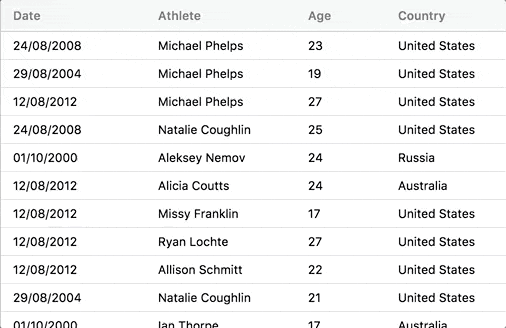 Date Athlete Age Country
24/08/2008 Michael Phelps 23 United States
29/08/2004 Michael Phelps 19 United States
12/08/2012 Michael Phelps 27 United States
24/08/2008 Natalie Coughlin 25 United States
01/10/2000 Aleksey Nemov 24 Russia
12/08/2012 Alicia Coutts 24 Australia
12/08/2012 Missy Franklin 17 United States
12/08/2012 Ryan Lochte 27 United States
12/08/2012 Allison Schmitt 22 United States
29/08/2004 Natalie Coughlin 21 United States
01/10/2000 Ian Thorpe 17 Australia